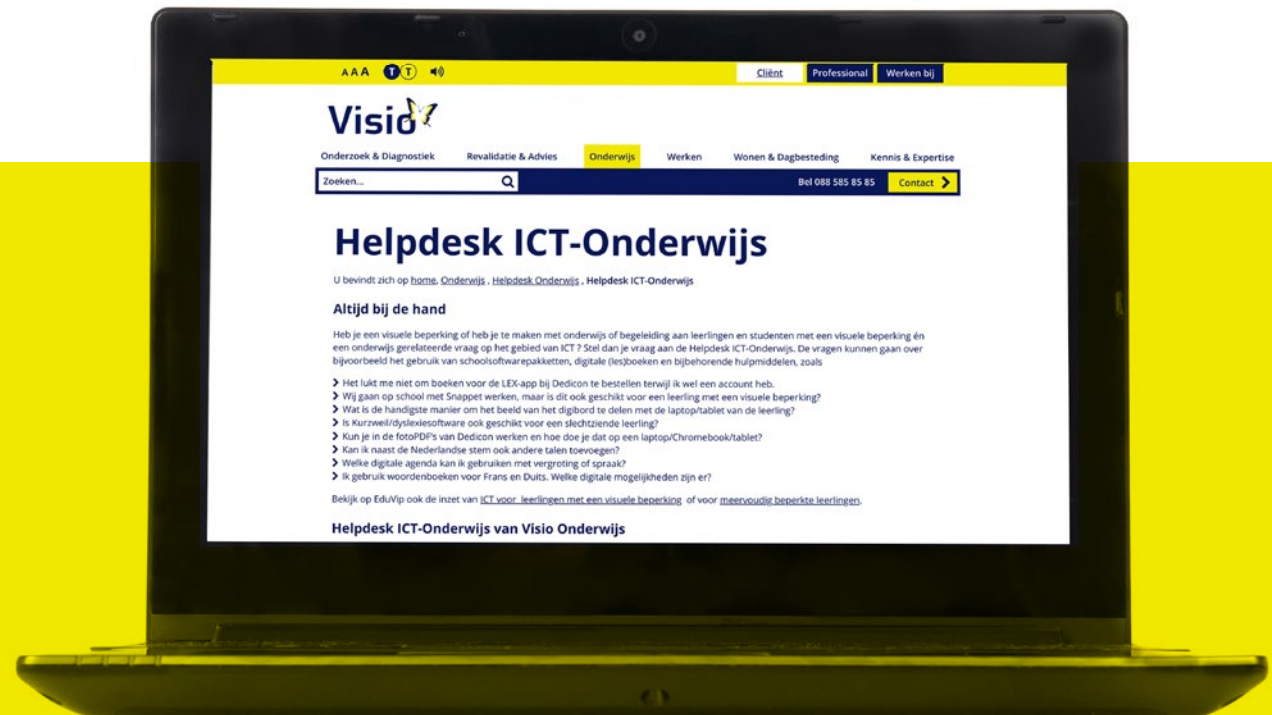 A A A T T
Cliënt Professional Werken bij
Visio
Onderzoek & Diagnostiek Revalidatie & Advies Onderwijs Werken Wonen & Dagbesteding Kennis & Expertise
Zoeken... Bel 088 585 85 85 Contact
Helpdesk ICT-Onderwijs
U bevindt zich op home, Onderwijs , Helpdesk Onderwijs , Helpdesk ICT-Onderwijs
Altijd bij de hand
Heb je een visuele beperking of heb je te maken met onderwijs of begeleiding aan leerlingen en studenten met een visuele beperking én
een onderwijs gerelateerde vraag op het gebied van ICT ? Stel dan je vraag aan de Helpdesk ICT-Onderwijs. De vragen kunnen gaan over
bijvoorbeeld het gebruik van schoolsoftwarepakketten, digitale (les)boeken en bijbehorende hulpmiddelen, zoals
Het lukt me niet om boeken voor de LEX-app bij Dedicon te bestellen terwijl ik wel een account heb.
Wij gaan op school met Snappet werken, maar is dit ook geschikt voor een leerling met een visuele beperking?
Wat is de handigste manier om het beeld van het digibord te delen met de laptop/tablet van de leerling?
Is Kurzweil/dyslexiesoftware ook geschikt voor een slechtziende leerling?
Kun je in de fotoPDF's van Dedicon werken en hoe doe je dat op een laptop/Chromebook/tablet?
Kan ik naast de Nederlandse stem ook andere talen toevoegen?
Welke digitale agenda kan ik gebruiken met vergroting of spraak?
Ik gebruik woordenboeken voor Frans en Duits. Welke digitale mogelijkheden zijn er?
Bekijk op EduVip ook de inzet van ICT voor leerlingen met een visuele beperking of voor meervoudig beperkte leerlingen.
Helpdesk ICT-Onderwijs van Visio Onderwijs